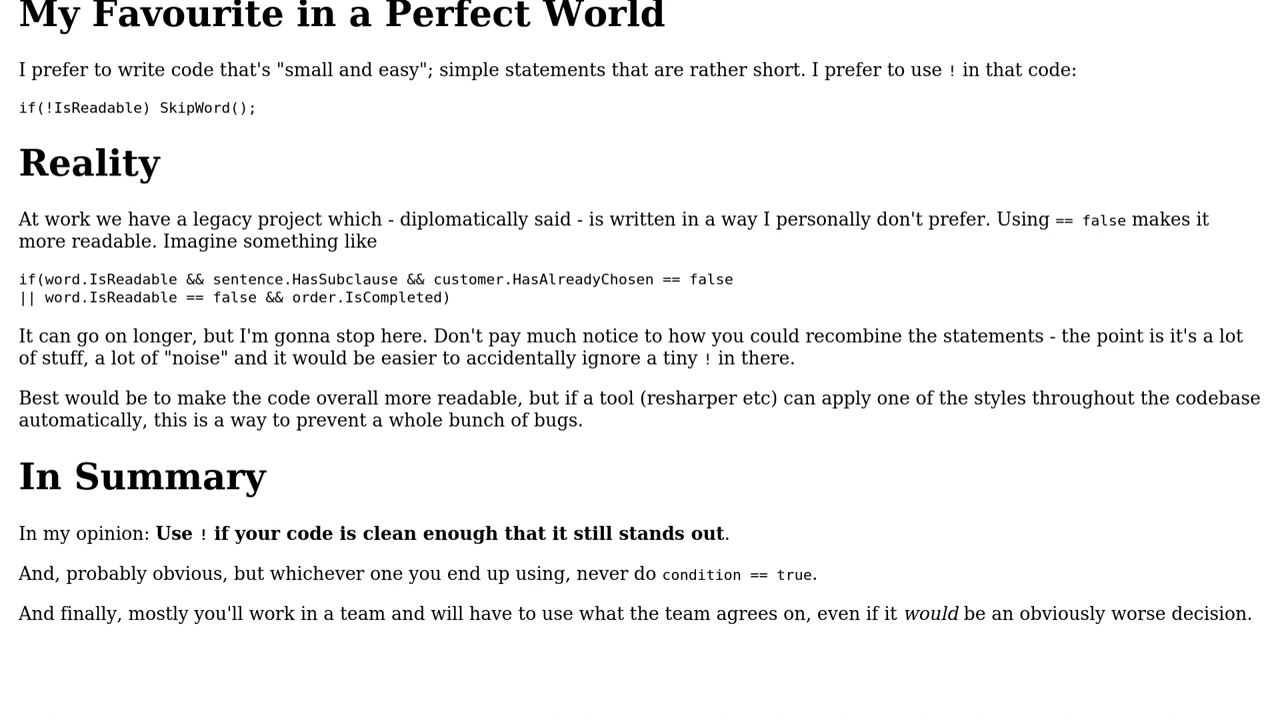 My Favourite in a Perfect World
I prefer to write code that's "small and easy"; simple statements that are rather short. I prefer to use ! in that code:
if(!IsReadable) SkipWord();
Reality
At work we have a legacy project which - diplomatically said - is written in a way I personally don't prefer. Using == false makes it
more readable. Imagine something like
if(word.IsReadable && sentence.HasSubclause && customer.HasAlreadyChosen == false
|| word.IsReadable == false && order.IsCompleted)
It can go on longer, but I'm gonna stop here. Don't pay much notice to how you could recombine the statements - the point is it's a lot
of stuff, a lot of "noise" and it would be easier to accidentally ignore a tiny ! in there.
Best would be to make the code overall more readable, but if a tool (resharper etc) can apply one of the styles throughout the codebase
automatically, this is a way to prevent a whole bunch of bugs.
In Summary
In my opinion: Use ! if your code is clean enough that it still stands out.
And, probably obvious, but whichever one you end up using, never do condition == true.
And finally, mostly you'll work in a team and will have to use what the team agrees on, even if it would be an obviously worse decision.